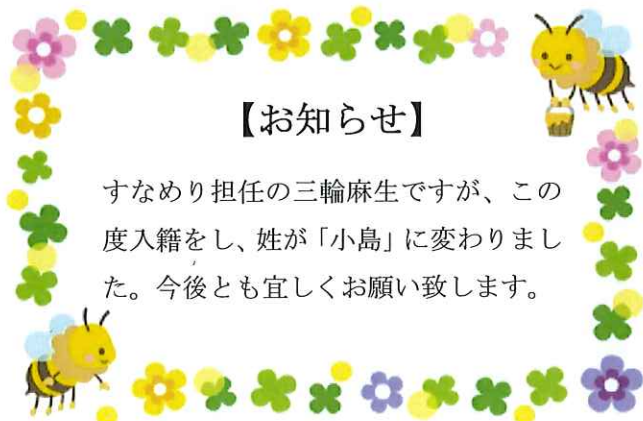 【お知らせ】
すなめり担任の三輪麻生ですが、この
度入籍をし、姓が「小島」に変わりまし
た。今後とも宜しくお願い致します。